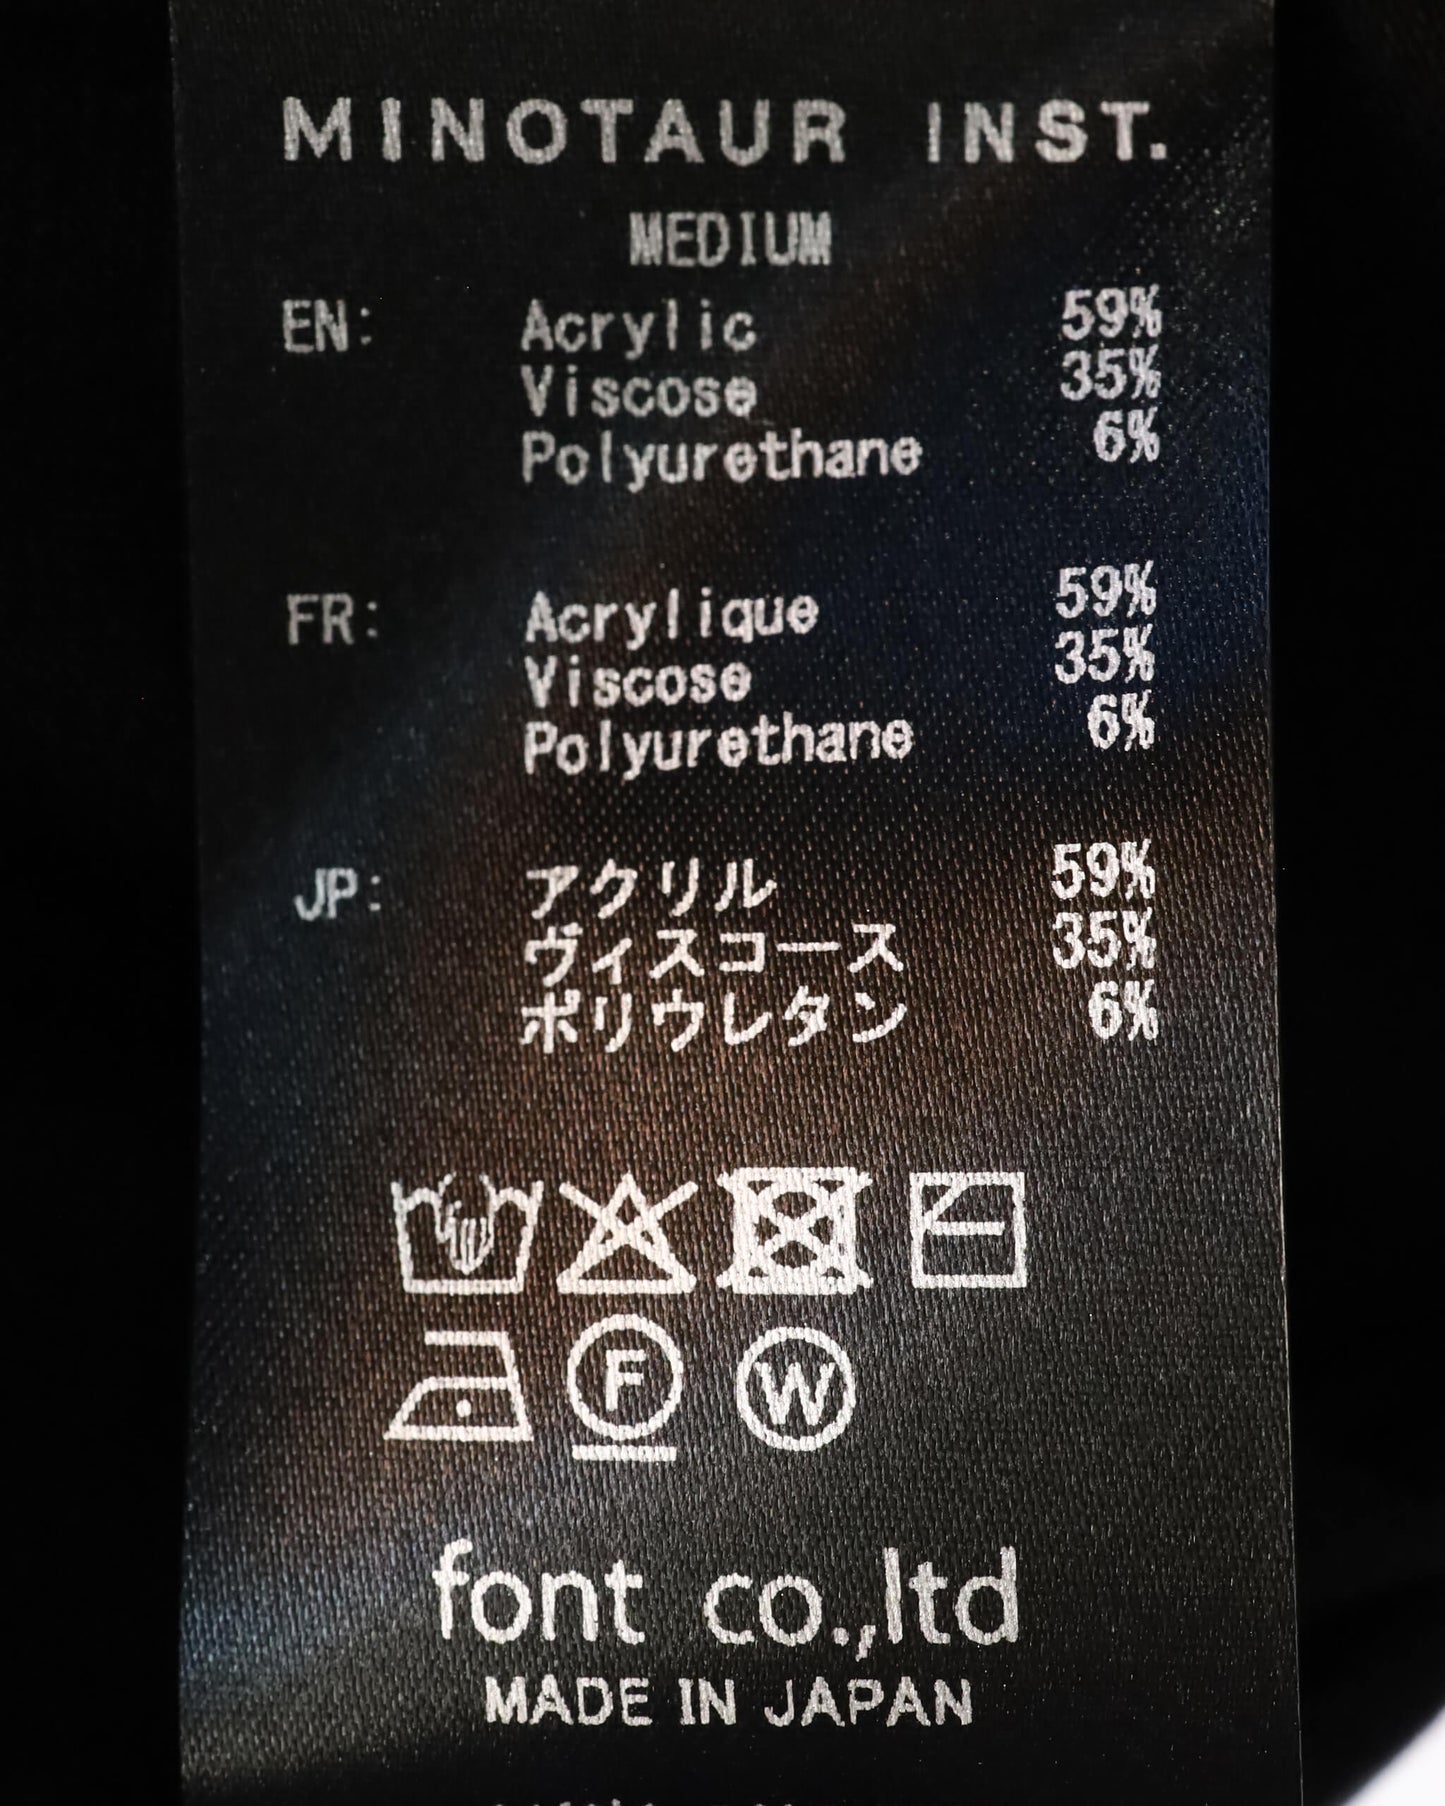 MINOTAUR INST.
MEDIUM
EN: Acrylic 59%
Viscose 35%
Polyurethane 6%
FR: Acrylique 59%
Viscose 35%
Polyurethane 6%
JP: アクリル 59%
ヴィスコース 35%
ポリウレタン 6%
F W
font co.,ltd
MADE IN JAPAN